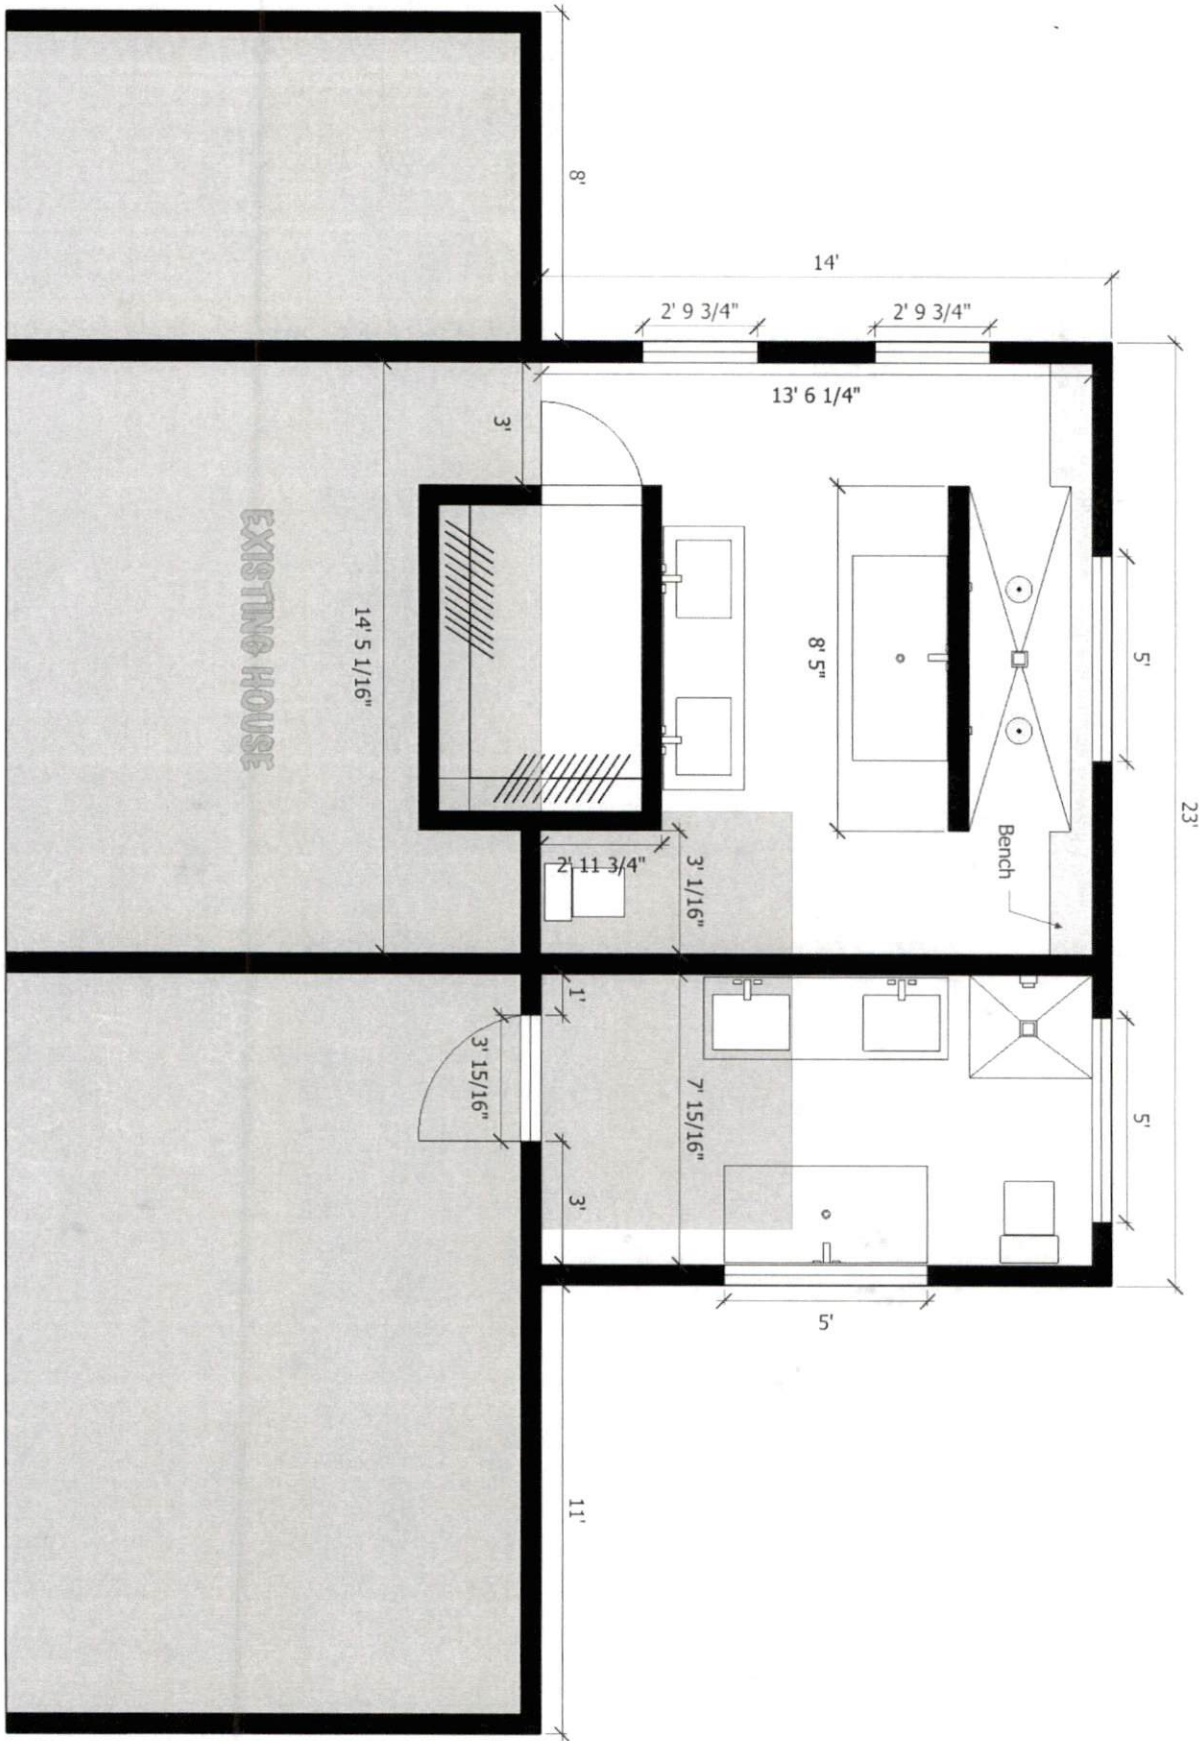 8'
14'
2' 9 3/4"
2' 9 3/4"
13' 6 1/4"
3'
EXISTING HOUSE
14' 5 1/16"
8' 5"
5'
23'
Bench
2' 11 3/4"
3' 1/16"
1'
3' 15/16"
7' 15/16"
5'
3'
5'
11'